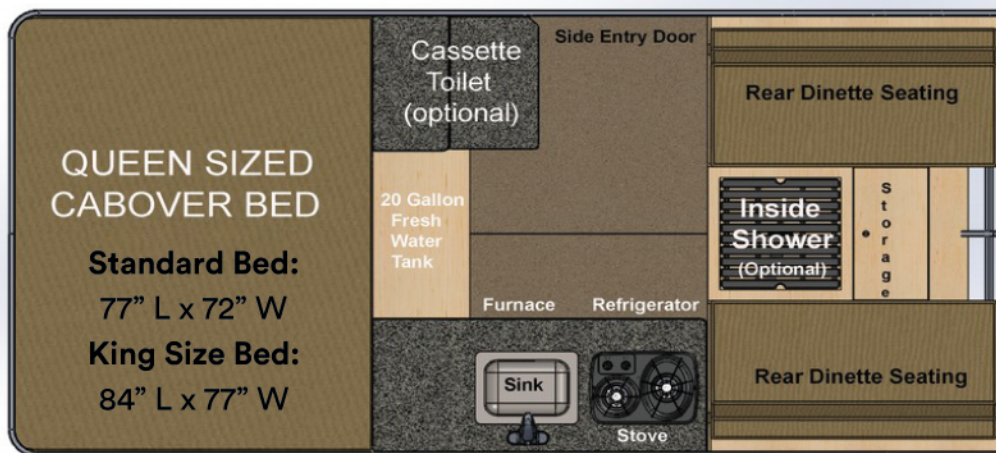 QUEEN SIZED
CABOVER BED
Standard Bed:
77” L x 72” W
King Size Bed:
84” L x 77” W
Cassette
Toilet
(optional)
20 Gallon
Fresh
Water
Tank
Side Entry Door
Furnace
Refrigerator
Sink
Stove
Rear Dinette Seating
Inside
Shower
(Optional)
Storage
Rear Dinette Seating